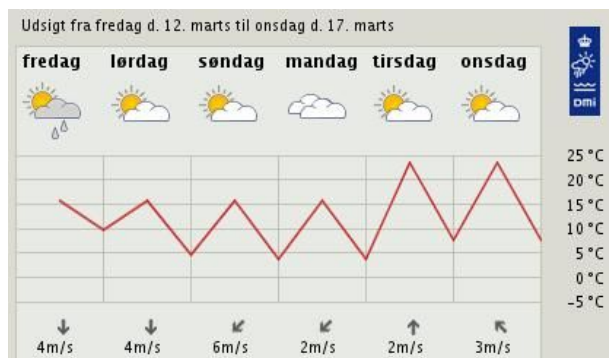 Udsigt fra fredag d. 12. marts til onsdag d. 17. marts
fredag lørdag søndag mandag tirsdag onsdag
DMI
25 °C
20 °C
15 °C
10 °C
5 °C
0 °C
-5 °C
4m/s 4m/s 6m/s 2m/s 2m/s 3m/s